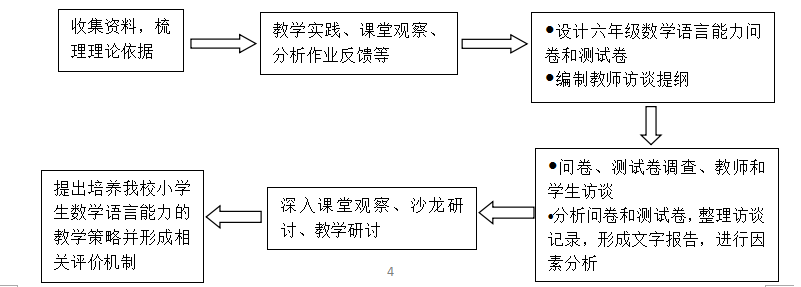 收集资料，梳
理理论依据
教学实践、课堂观察、
分析作业反馈等
●设计六年级数学语言能力问
卷和测试卷
●编制教师访谈提纲
●问卷、测试卷调查、教师和
学生访谈
●分析问卷和测试卷，整理访谈
记录，形成文字报告，进行因
素分析
深入课堂观察、沙龙研
讨、教学研讨
提出培养我校小学
生数学语言能力的
教学策略并形成相
关评价机制
4